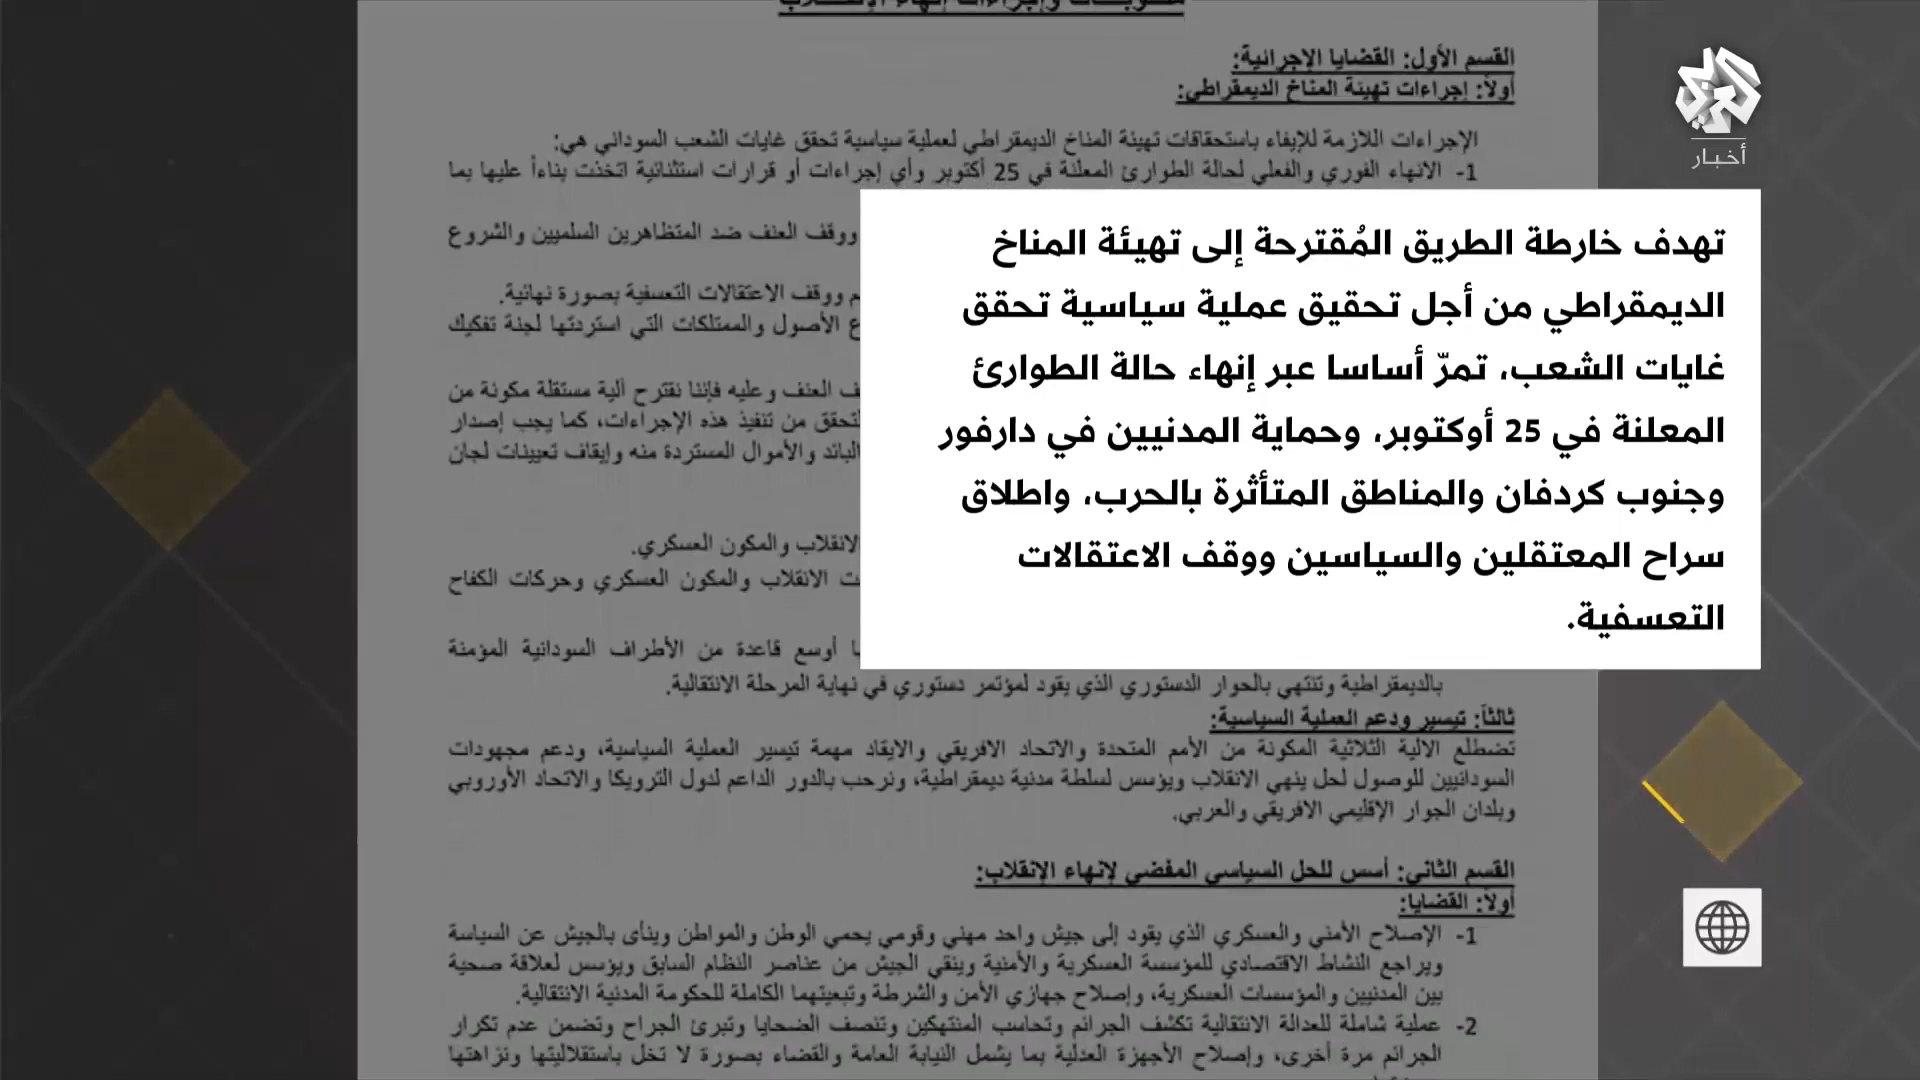 القسم الأول: القضايا الإجرائية:
أولاً: إجراءات تهيئة المناخ الديمقراطي:
الإجراءات اللازمة للإيفاء باستحقاقات تهيئة المناخ الديمقراطي لعملية سياسية تحقق غايات الشعب السوداني هي:
1- الانهاء الفوري والفعلي لحالة الطوارئ المعلنة في 25 أكتوبر وأي إجراءات أو قرارات استثنائية اتخذت بناءاً عليها بما
ووقف العنف ضد المتظاهرين السلميين والشروع
ووقف الاعتقالات التعسفية بصورة نهائية.
الأصول والممتلكات التي استردتها لجنة تفكيك
العنف وعليه فإننا نقترح آلية مستقلة مكونة من
لتحقق من تنفيذ هذه الإجراءات، كما يجب إصدار
البائد والأموال المستردة منه وإيقاف تعيينات لجان
الانقلاب والمكون العسكري.
الانقلاب والمكون العسكري وحركات الكفاح
أوسع قاعدة من الأطراف السودانية المؤمنة
بالديمقراطية وتنتهي بالحوار الدستوري الذي يقود لمؤتمر دستوري في نهاية المرحلة الانتقالية.
ثالثاً: تيسير ودعم العملية السياسية:
تضطلع الالية الثلاثية المكونة من الأمم المتحدة والاتحاد الافريقي والايقاد مهمة تيسير العملية السياسية، ودعم مجهودات
السودانيين للوصول لحل ينهي الانقلاب ويؤسس لسلطة مدنية ديمقراطية، ونرحب بالدور الداعم لدول الترويكا والاتحاد الأوروبي
وبلدان الجوار الإقليمي الافريقي والعربي.
القسم الثاني: أسس للحل السياسي المفضي لإنهاء الإنقلاب:
أولاً: القضايا:
1- الإصلاح الأمني والعسكري الذي يقود إلى جيش واحد مهني وقومي يحمي الوطن والمواطن وينأى بالجيش عن السياسة
ويراجع النشاط الاقتصادي للمؤسسة العسكرية والأمنية وينقي الجيش من عناصر النظام السابق ويؤسس لعلاقة صحية
بين المدنيين والمؤسسات العسكرية، وإصلاح جهازي الأمن والشرطة وتبعيتهما الكاملة للحكومة المدنية الانتقالية.
2- عملية شاملة للعدالة الانتقالية تكشف الجرائم وتحاسب المنتهكين وتنصف الضحايا وتبرئ الجراح وتضمن عدم تكرار
الجرائم مرة أخرى، وإصلاح الأجهزة العدلية بما يشمل النيابة العامة والقضاء بصورة لا تخل باستقلاليتها ونزاهتها
تهدف خارطة الطريق المُقترحة إلى تهيئة المناخ
الديمقراطي من أجل تحقيق عملية سياسية تحقق
غايات الشعب، تمرّ أساسا عبر إنهاء حالة الطوارئ
المعلنة في 25 أوكتوبر، وحماية المدنيين في دارفور
وجنوب كردفان والمناطق المتأثرة بالحرب، واطلاق
سراح المعتقلين والسياسين ووقف الاعتقالات
التعسفية.
العربي
أخبار